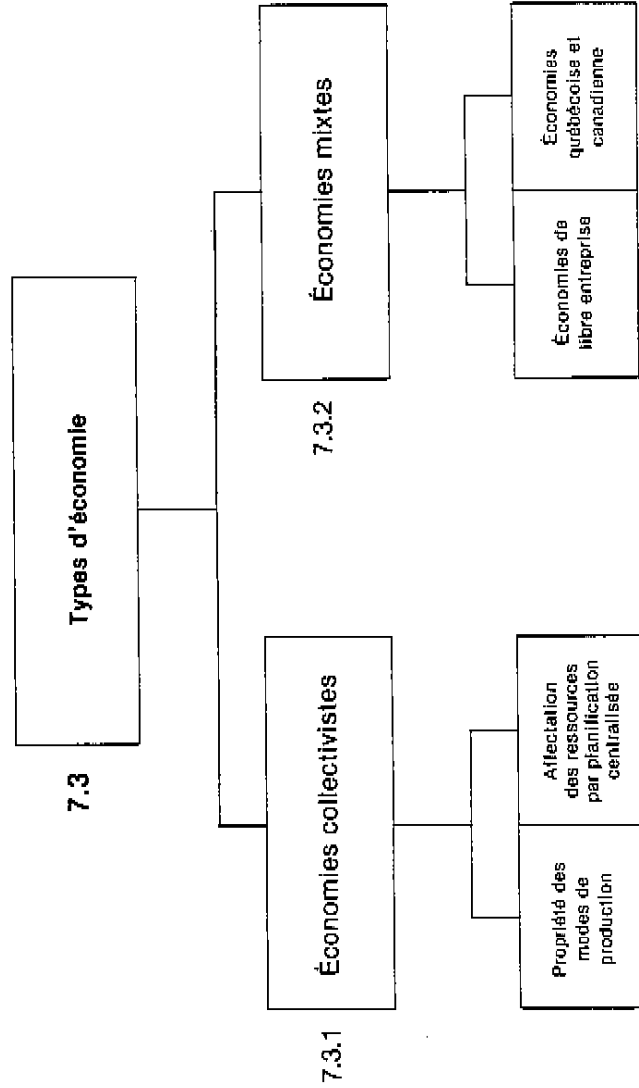 7.3
Types d'économie
7.3.1
Économies collectivistes
7.3.2
Économies mixtes
Propriété des
modes de
production
Affectation
des ressources
par planification
centralisée
Économies de
libre entreprise
Économies
québécoise et
canadienne